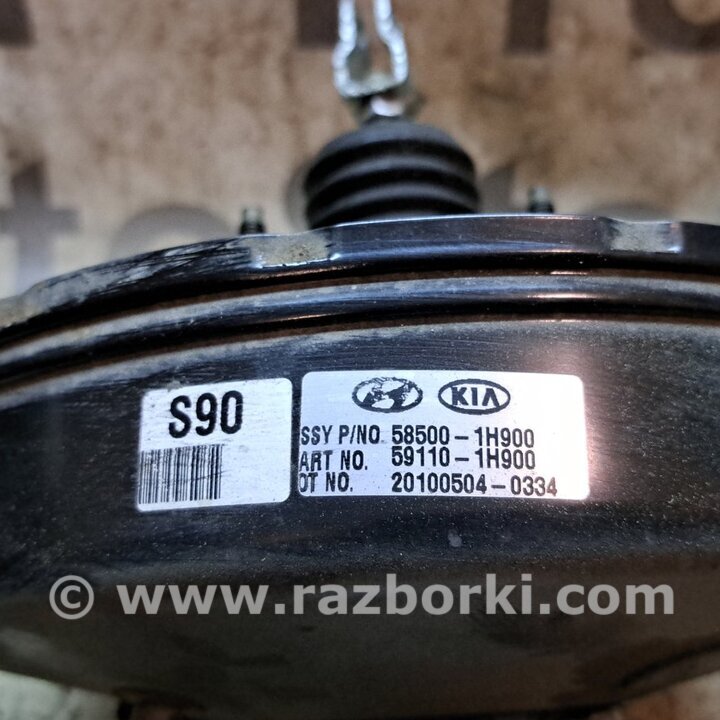 S90
KIA
SSY P/NO 58500-1H900
ART NO. 59110-1H900
OT NO. 20100504-0334
© www.razborki.com